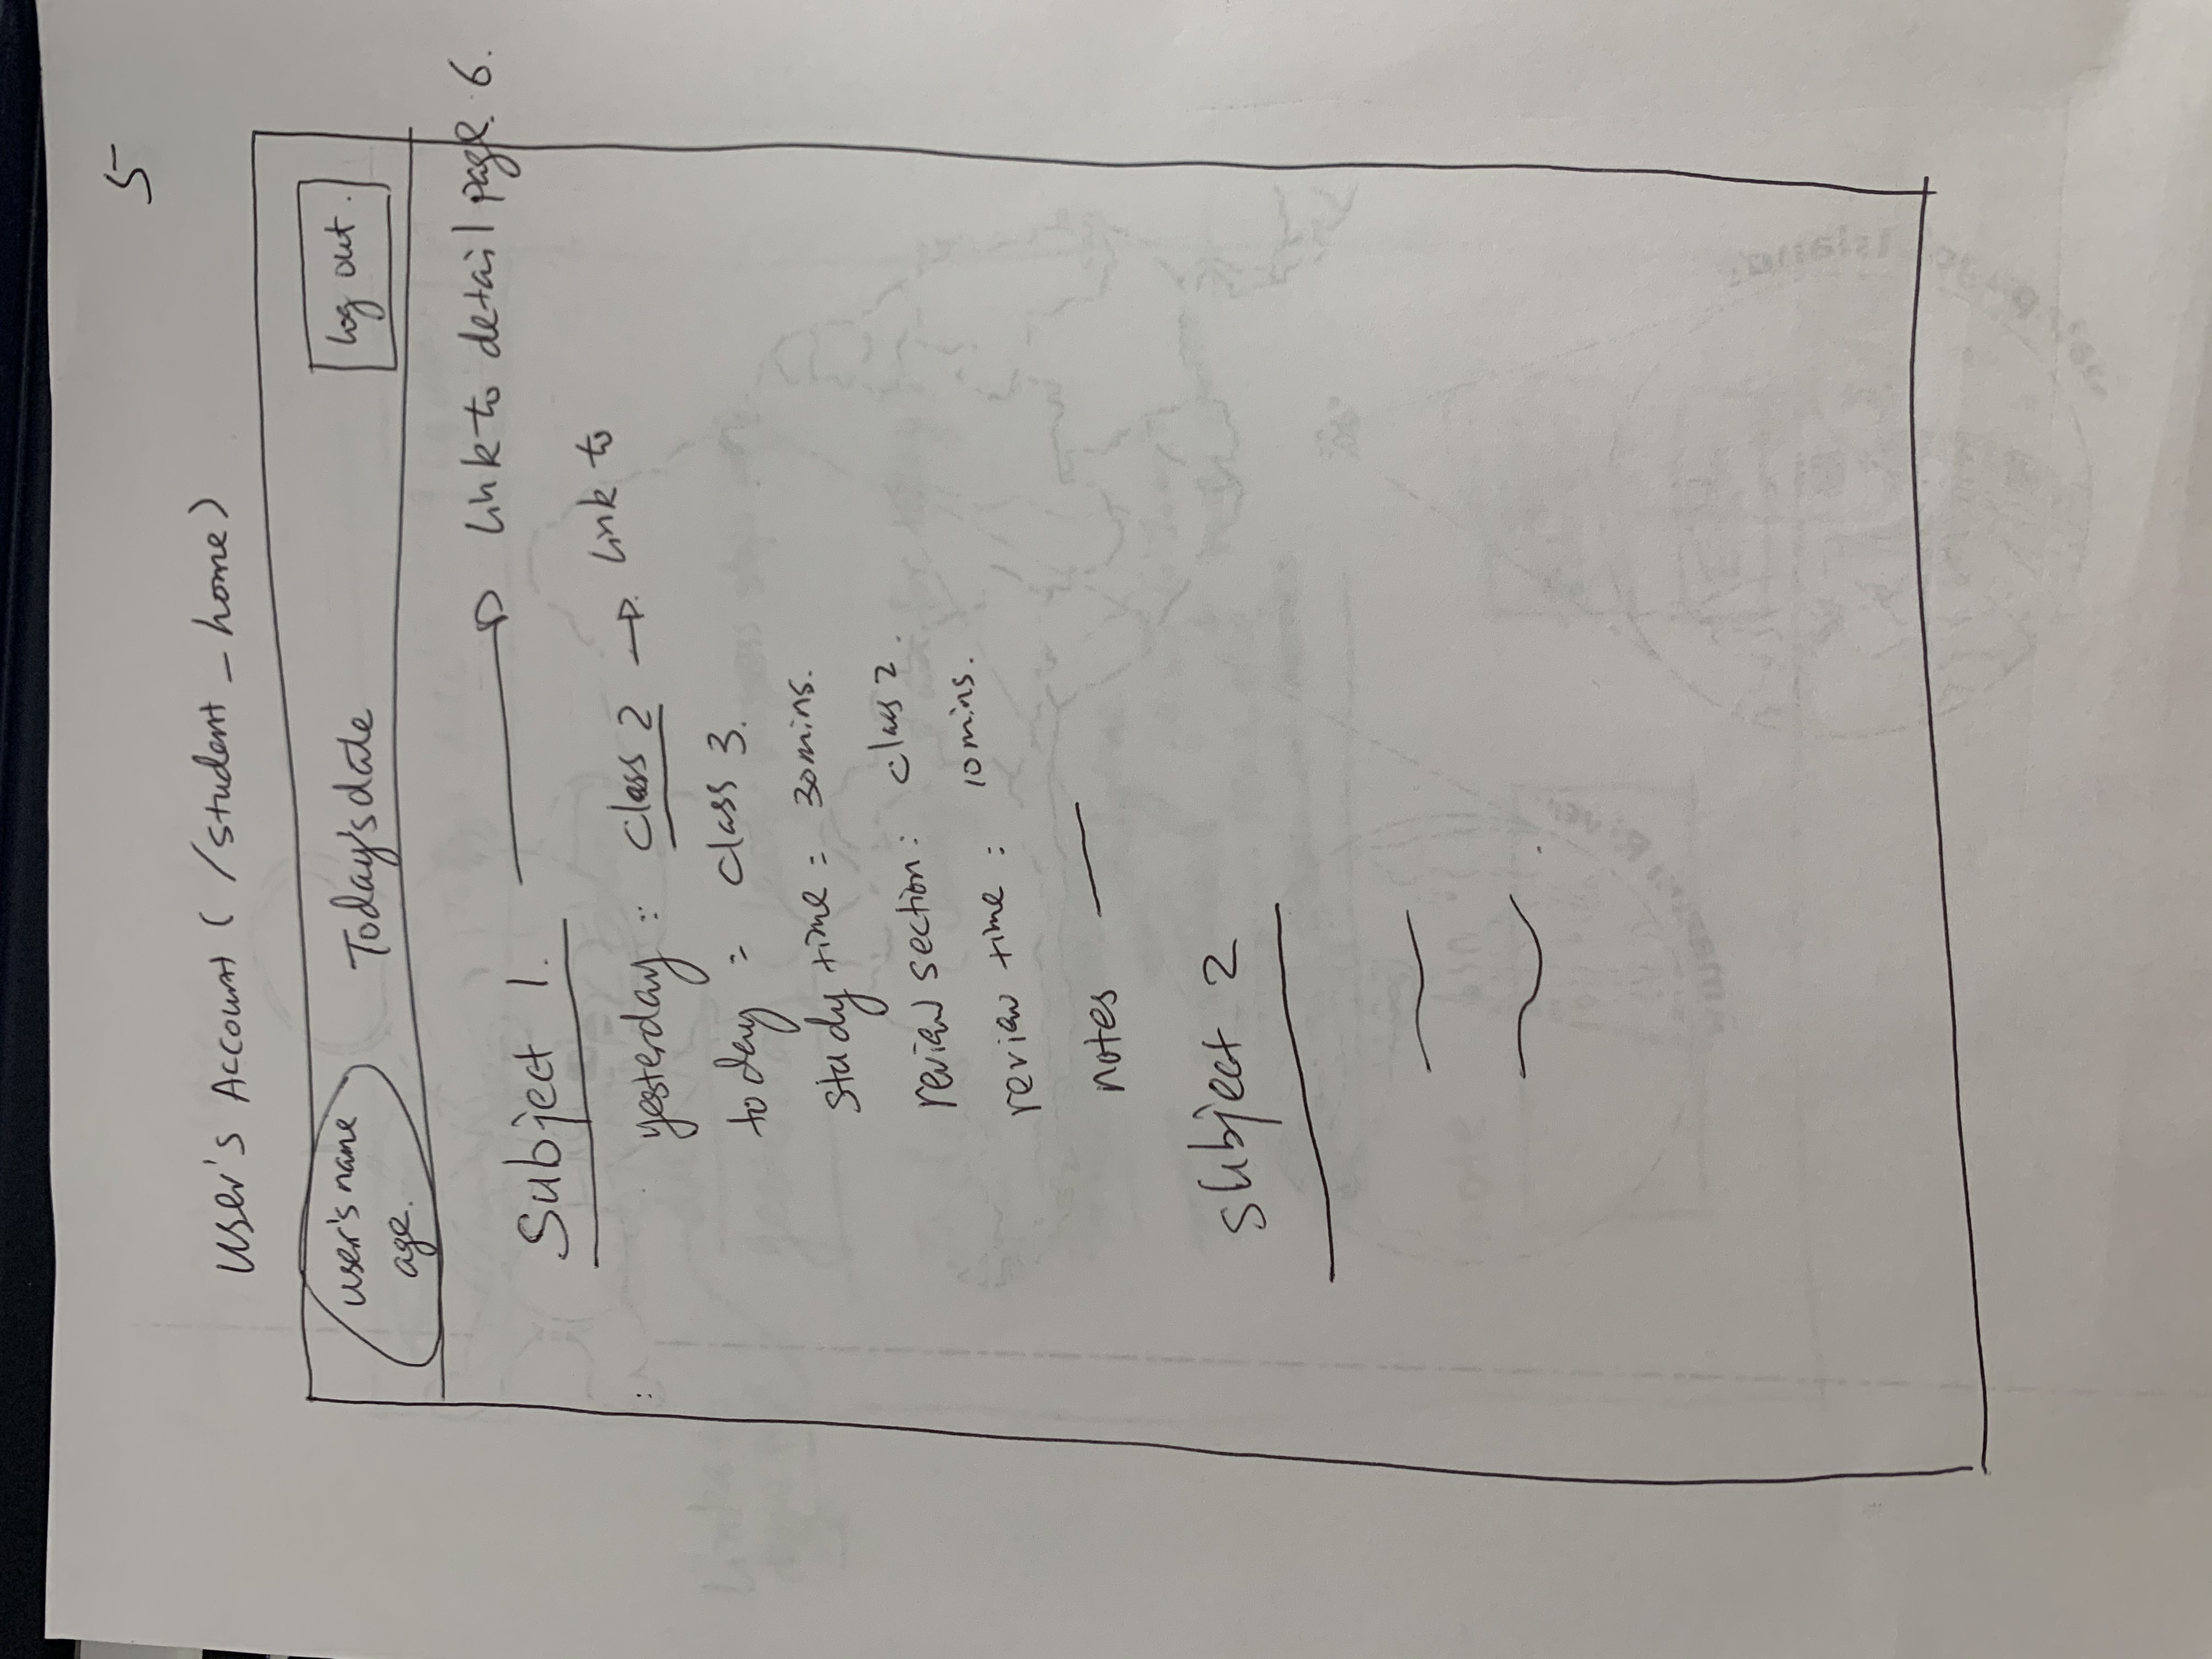 5
User's Account ( /student_home)
user's name
age.
Today's date
log out.
Subject 1. → link to detail page. 6.
yesterday : class 2 → link to
today : class 3.
study time : 30mins.
review section : class 2.
review time : 10mins.
notes —
subject 2